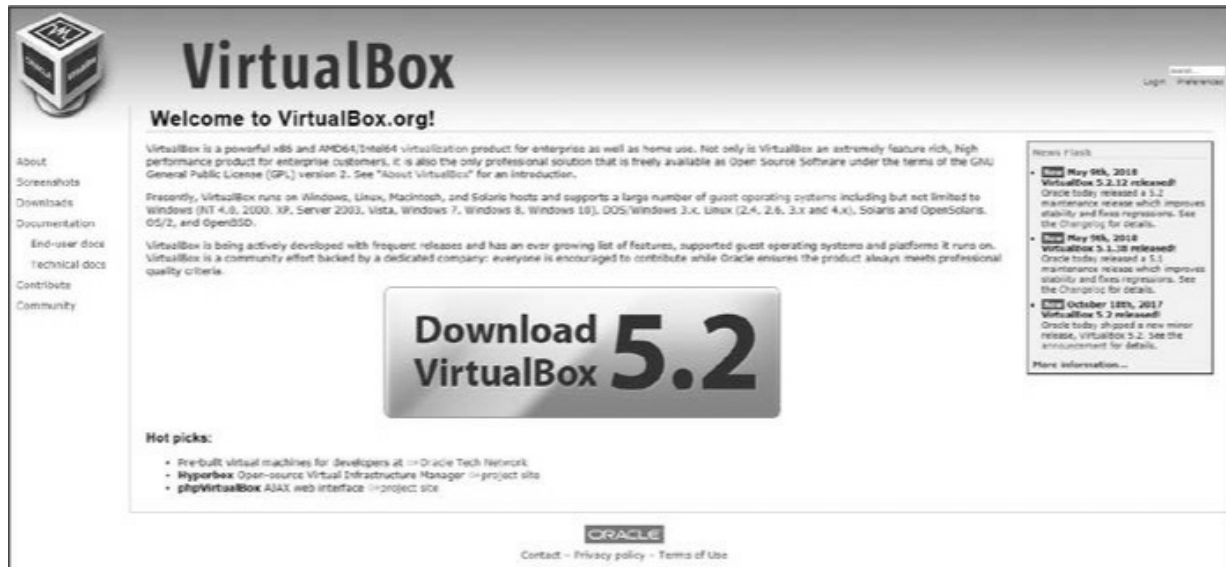 VirtualBox
search...
Login Preferences
Welcome to VirtualBox.org!
About
Screenshots
Downloads
Documentation
End-user docs
Technical docs
Contribute
Community
VirtualBox is a powerful x86 and AMD64/Intel64 virtualization product for enterprise as well as home use. Not only is VirtualBox an extremely feature rich, high
performance product for enterprise customers, it is also the only professional solution that is freely available as Open Source Software under the terms of the GNU
General Public License (GPL) version 2. See "About VirtualBox" for an introduction.
Presently, VirtualBox runs on Windows, Linux, Macintosh, and Solaris hosts and supports a large number of guest operating systems including but not limited to
Windows (NT 4.0, 2000, XP, Server 2003, Vista, Windows 7, Windows 8, Windows 10), DOS/Windows 3.x, Linux (2.4, 2.6, 3.x and 4.x), Solaris and OpenSolaris,
OS/2, and OpenBSD.
VirtualBox is being actively developed with frequent releases and has an ever growing list of features, supported guest operating systems and platforms it runs on.
VirtualBox is a community effort backed by a dedicated company: everyone is encouraged to contribute while Oracle ensures the product always meets professional
quality criteria.
Download
VirtualBox 5.2
Hot picks:
Pre-built virtual machines for developers at Oracle Tech Network
Hyperbox Open-source Virtual Infrastructure Manager project site
phpVirtualBox AJAX web interface project site
News Flash
New May 9th, 2018
VirtualBox 5.2.12 released!
Oracle today released a 5.2
maintenance release which improves
stability and fixes regressions. See
the Changelog for details.
New May 9th, 2018
VirtualBox 5.1.38 released!
Oracle today released a 5.1
maintenance release which improves
stability and fixes regressions. See
the Changelog for details.
New October 18th, 2017
VirtualBox 5.2 released!
Oracle today shipped a new minor
release, VirtualBox 5.2. See the
announcement for details.
More information...
ORACLE
Contact – Privacy policy – Terms of Use